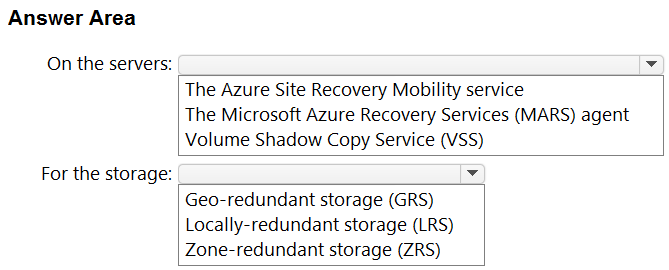 Answer Area
On the servers:
The Azure Site Recovery Mobility service
The Microsoft Azure Recovery Services (MARS) agent
Volume Shadow Copy Service (VSS)
For the storage:
Geo-redundant storage (GRS)
Locally-redundant storage (LRS)
Zone-redundant storage (ZRS)